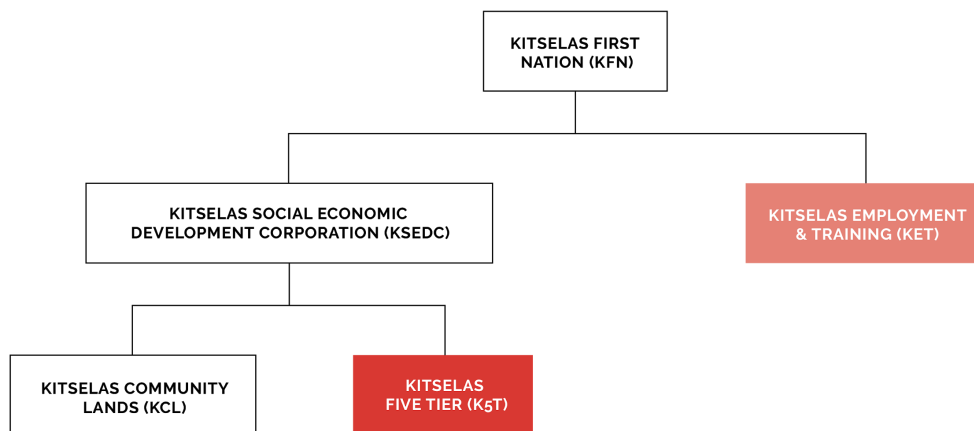 KITSELAS FIRST
NATION (KFN)
KITSELAS SOCIAL ECONOMIC
DEVELOPMENT CORPORATION (KSEDC)
KITSELAS EMPLOYMENT
& TRAINING (KET)
KITSELAS COMMUNITY
LANDS (KCL)
KITSELAS
FIVE TIER (K5T)